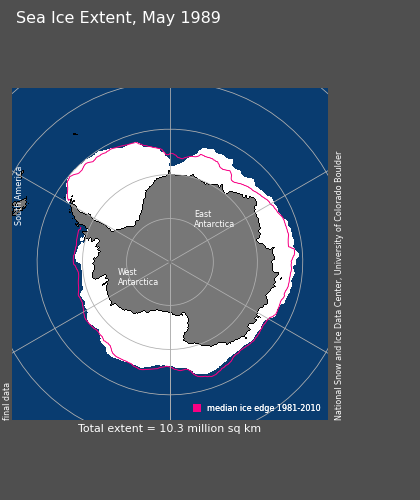 Sea Ice Extent, May 1989
South America
East
Antarctica
West
Antarctica
National Snow and Ice Data Center, University of Colorado Boulder
final data
median ice edge 1981-2010
Total extent = 10.3 million sq km